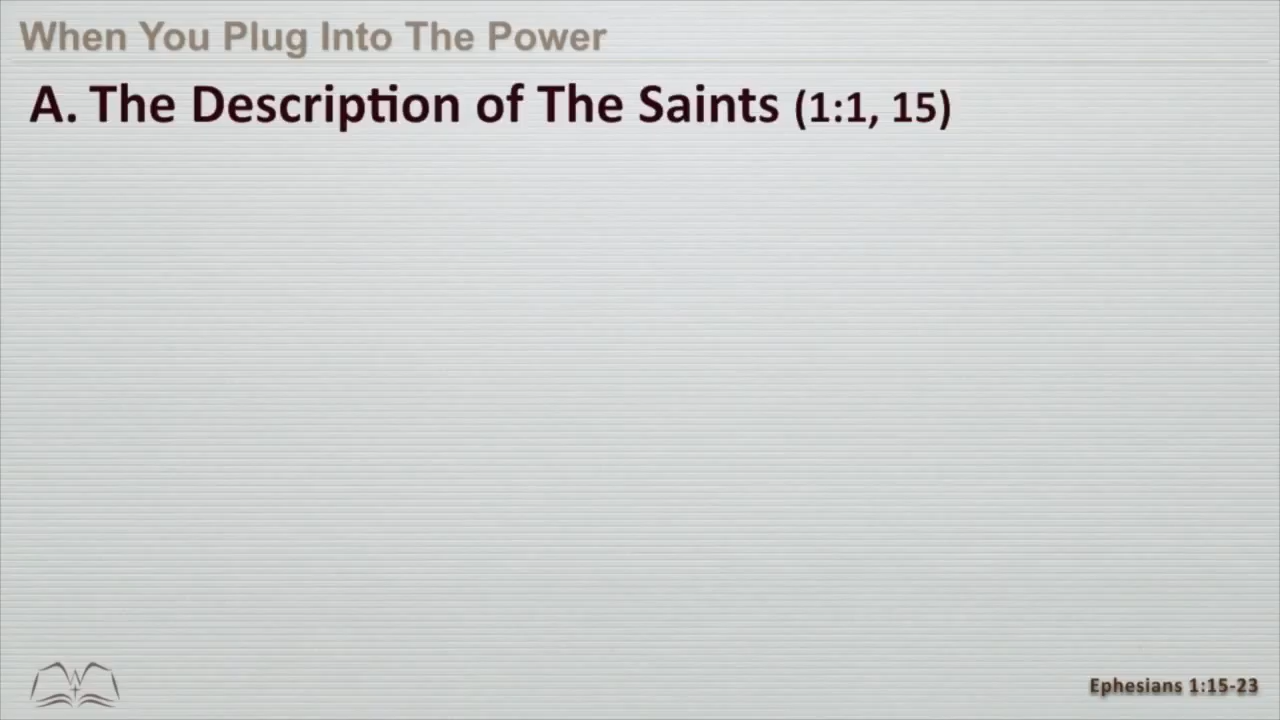 When You Plug Into The Power
A. The Description of The Saints (1:1, 15)
Ephesians 1:15-23